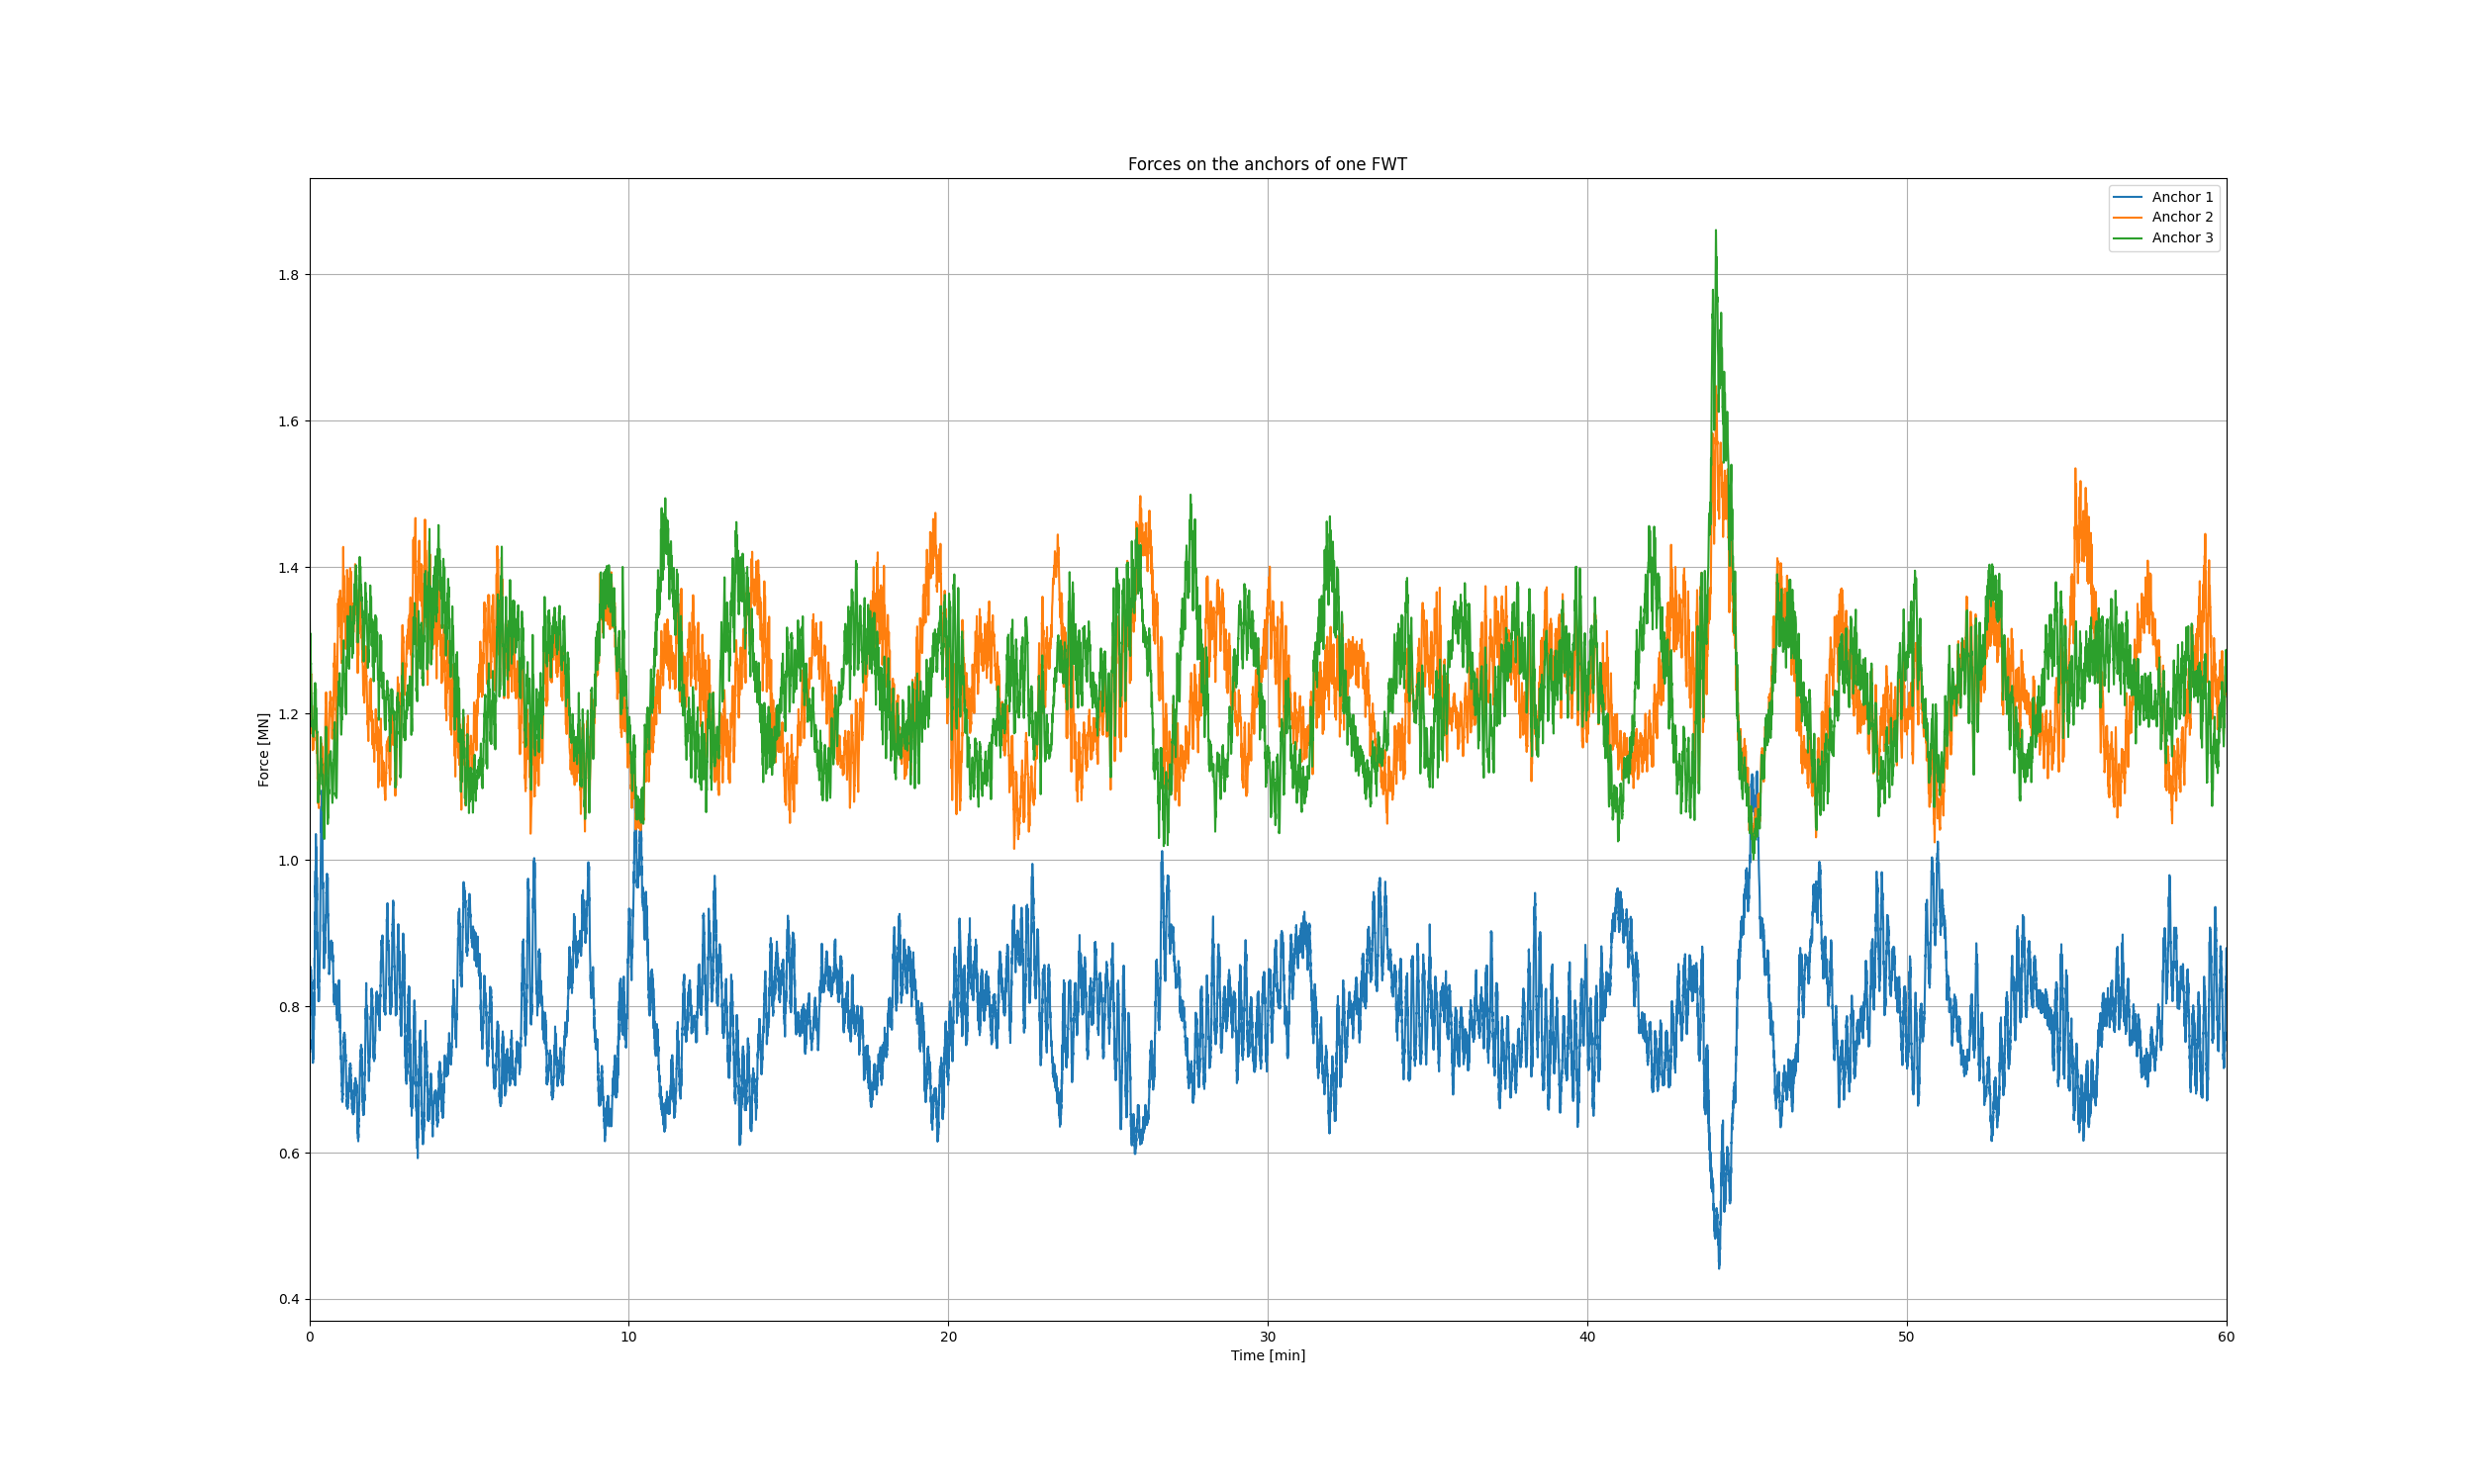 Forces on the anchors of one FWT
Anchor 1
Anchor 2
Anchor 3
Force [MN]
1.8
1.6
1.4
1.2
1.0
0.8
0.6
0.4
0 10 20 30 40 50 60
Time [min]